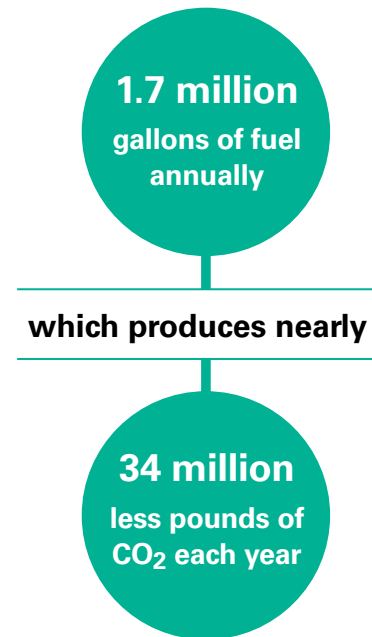 1.7 million
gallons of fuel
annually
which produces nearly
34 million
less pounds of
CO₂ each year